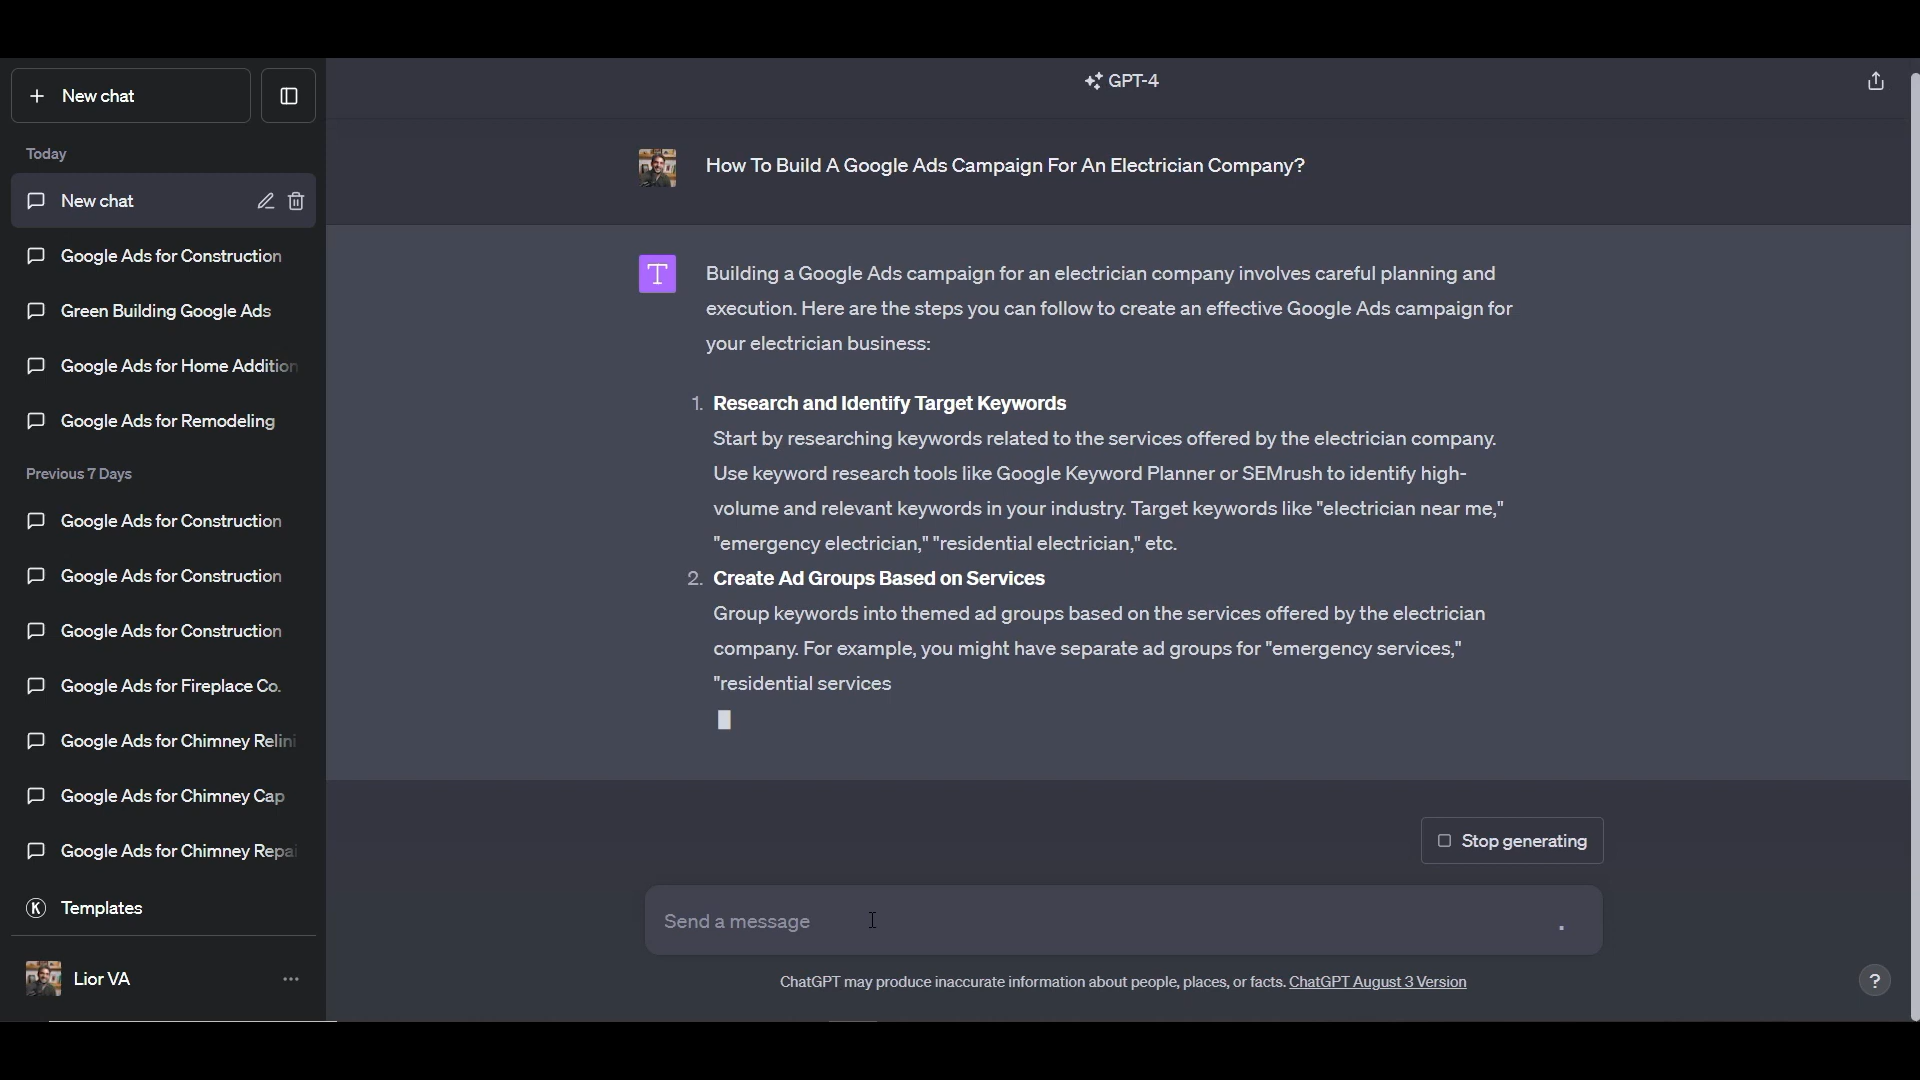 New chat
Today
New chat
Google Ads for Construction
Green Building Google Ads
Google Ads for Home Addition
Google Ads for Remodeling
Previous 7 Days
Google Ads for Construction
Google Ads for Construction
Google Ads for Construction
Google Ads for Fireplace Co.
Google Ads for Chimney Relini
Google Ads for Chimney Cap
Google Ads for Chimney Repai
K Templates
Lior VA
GPT-4
How To Build A Google Ads Campaign For An Electrician Company?
T
Building a Google Ads campaign for an electrician company involves careful planning and
execution. Here are the steps you can follow to create an effective Google Ads campaign for
your electrician business:
1. Research and Identify Target Keywords
Start by researching keywords related to the services offered by the electrician company.
Use keyword research tools like Google Keyword Planner or SEMrush to identify high-
volume and relevant keywords in your industry. Target keywords like "electrician near me,"
"emergency electrician," "residential electrician," etc.
2. Create Ad Groups Based on Services
Group keywords into themed ad groups based on the services offered by the electrician
company. For example, you might have separate ad groups for "emergency services,"
"residential services
Stop generating
Send a message
ChatGPT may produce inaccurate information about people, places, or facts. ChatGPT August 3 Version
?